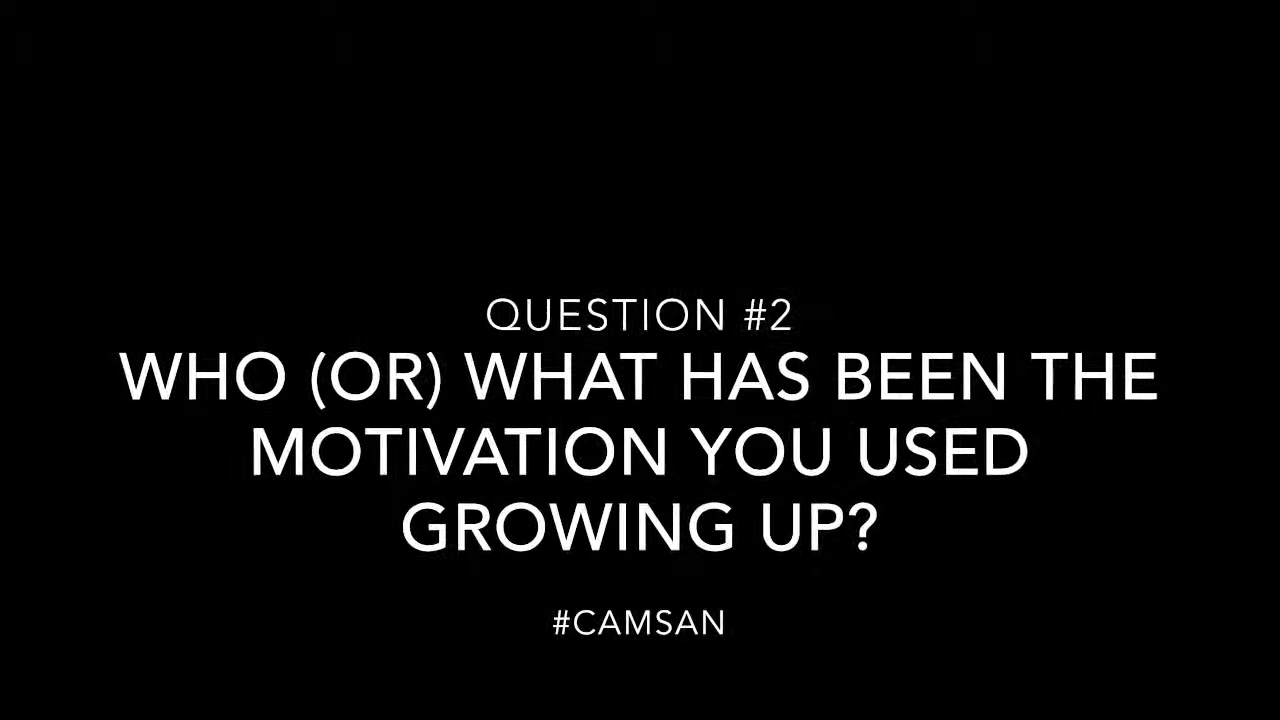 QUESTION #2
WHO (OR) WHAT HAS BEEN THE
MOTIVATION YOU USED
GROWING UP?
#CAMSAN